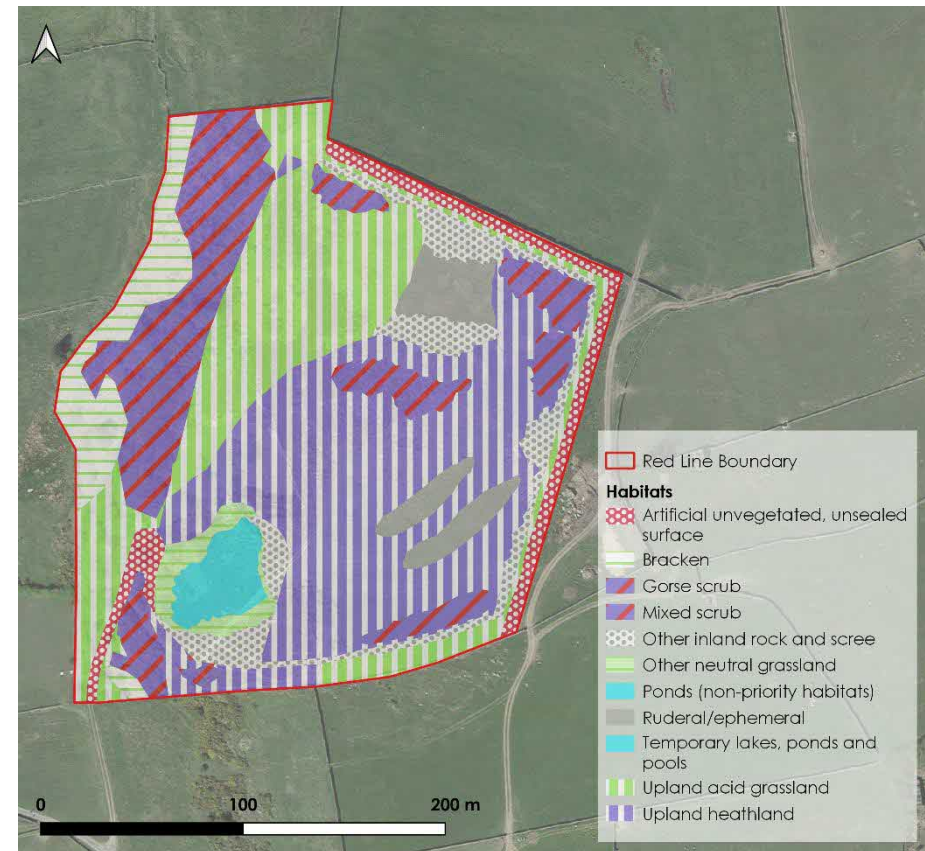 Red Line Boundary
Habitats
Artificial unvegetated, unsealed
surface
Bracken
Gorse scrub
Mixed scrub
Other inland rock and scree
Other neutral grassland
Ponds (non-priority habitats)
Ruderal/ephemeral
Temporary lakes, ponds and
pools
Upland acid grassland
Upland heathland
0 100 200 m